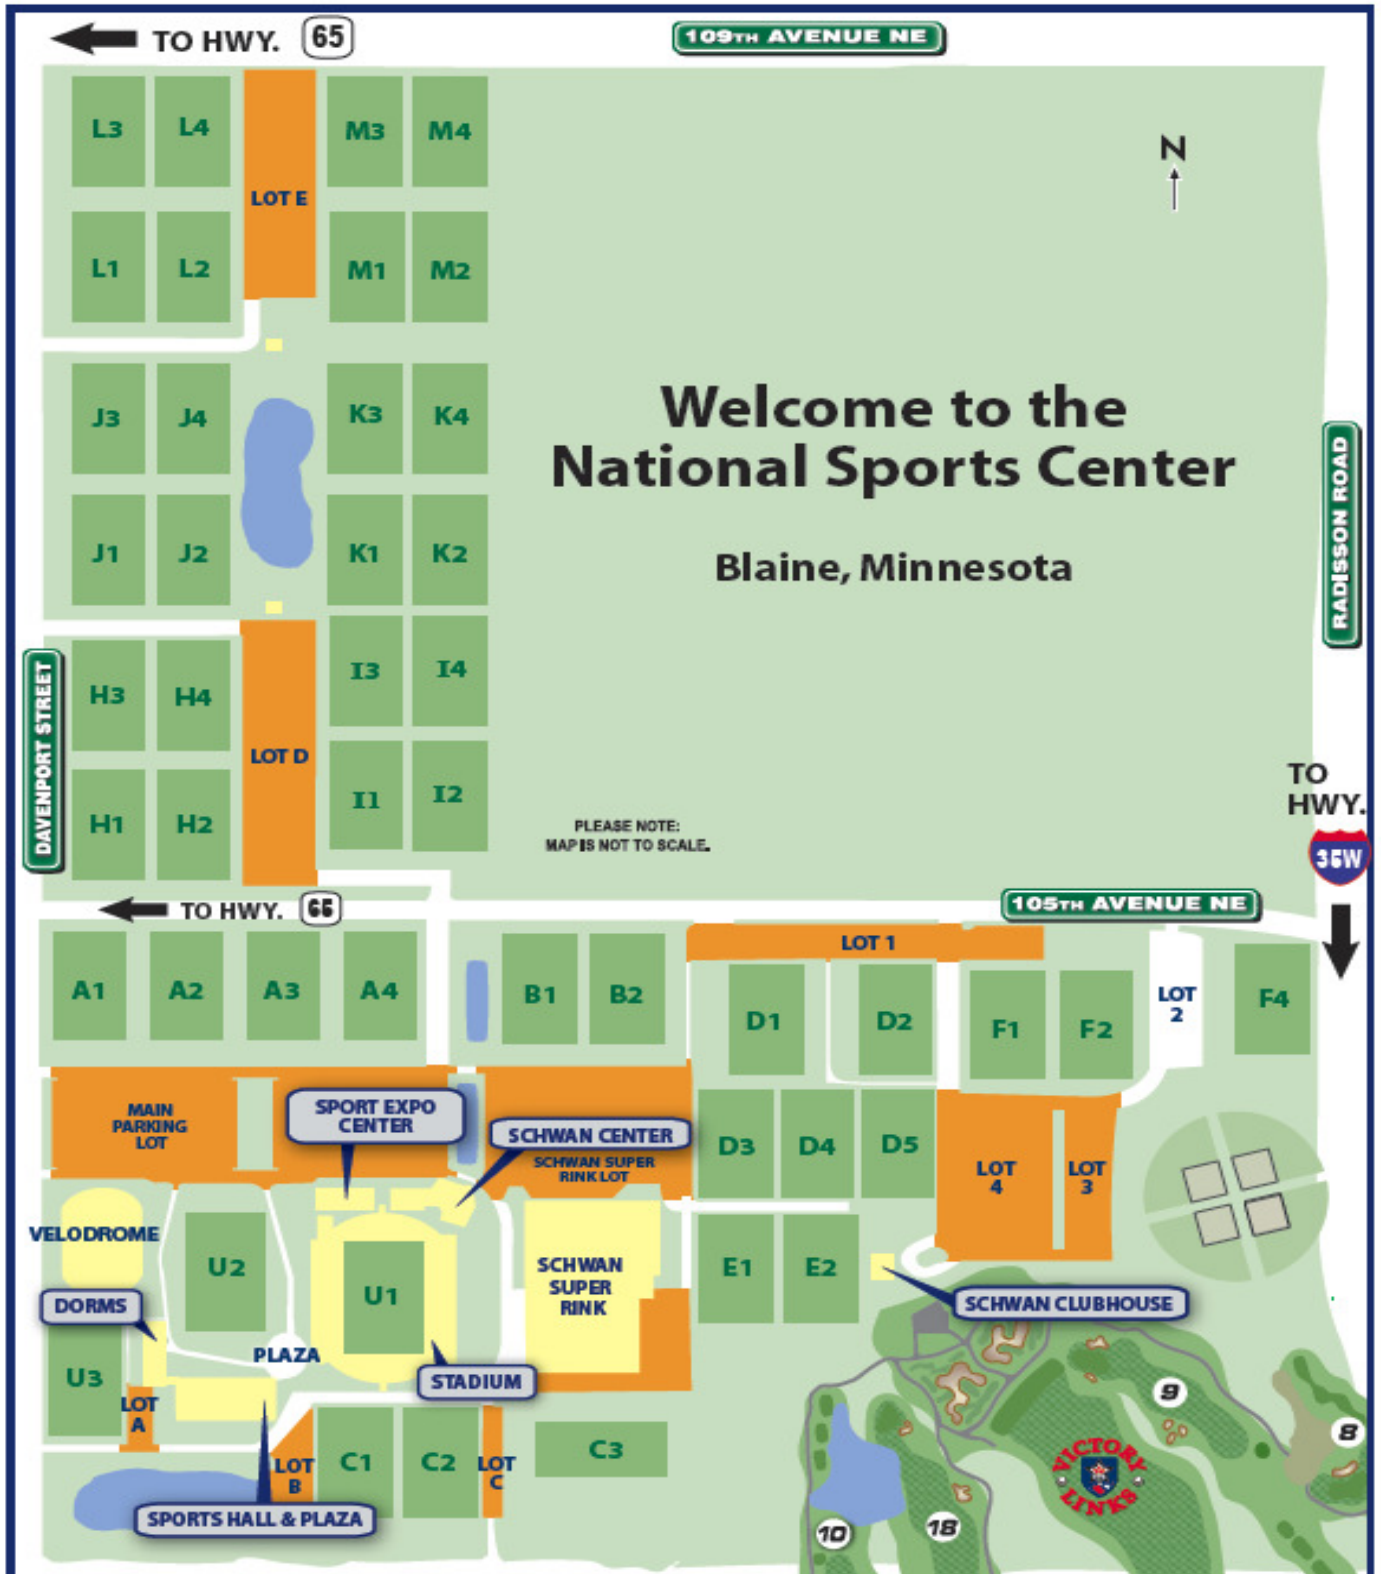 TO HWY. 65
109TH AVENUE NE
L3 L4 M3 M4
N
LOT E
L1 L2 M1 M2
J3 J4 K3 K4
Welcome to the
National Sports Center
J1 J2 K1 K2
Blaine, Minnesota
RADISSON ROAD
H3 H4 I3 I4
DAVENPORT STREET
LOT D
TO
HWY.
35W
H1 H2 I1 I2
PLEASE NOTE:
MAP IS NOT TO SCALE.
TO HWY. 65
105TH AVENUE NE
LOT 1
A1 A2 A3 A4 B1 B2
D1 D2 F1 F2
LOT
2
F4
MAIN
PARKING
LOT
SPORT EXPO
CENTER
SCHWAN CENTER
SCHWAN SUPER
RINK LOT
D3 D4 D5
LOT
4
LOT
3
VELODROME
U2
U1
SCHWAN
SUPER
RINK
E1 E2
DORMS
SCHWAN CLUBHOUSE
PLAZA
U3
STADIUM
LOT
A
9
8
LOT
B
C1 C2
LOT
C
C3
VICTORY
LINKS
SPORTS HALL & PLAZA
10
18